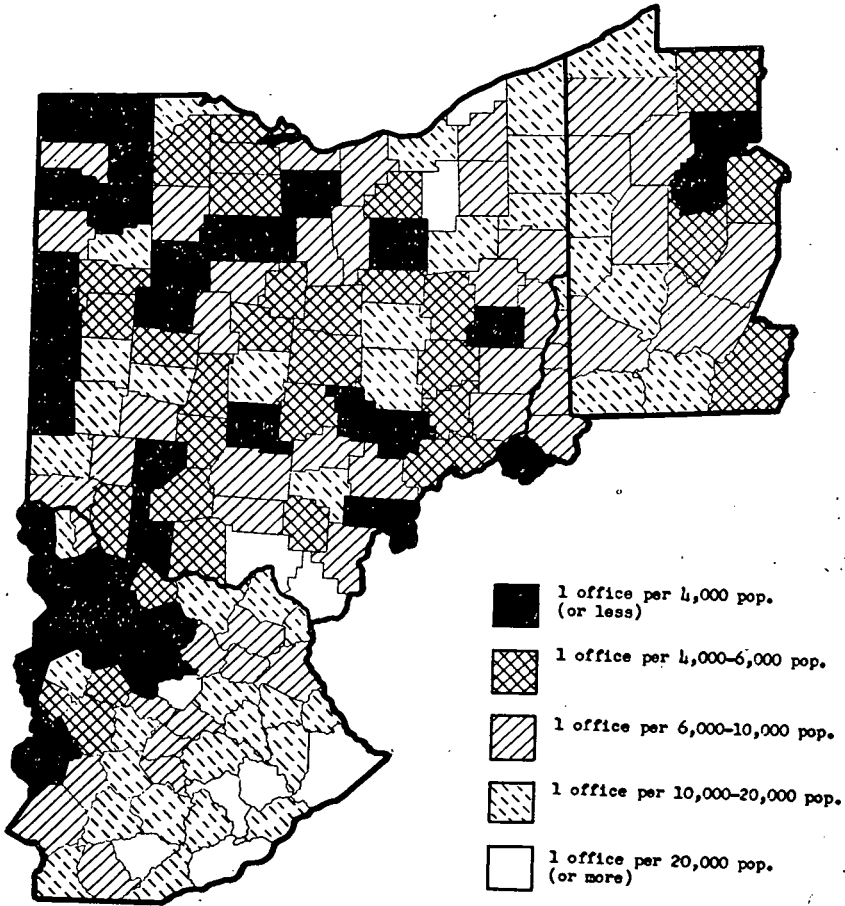 1 office per 4,000 pop.
(or less)
1 office per 4,000-6,000 pop.
1 office per 6,000-10,000 pop.
1 office per 10,000-20,000 pop.
1 office per 20,000 pop.
(or more)